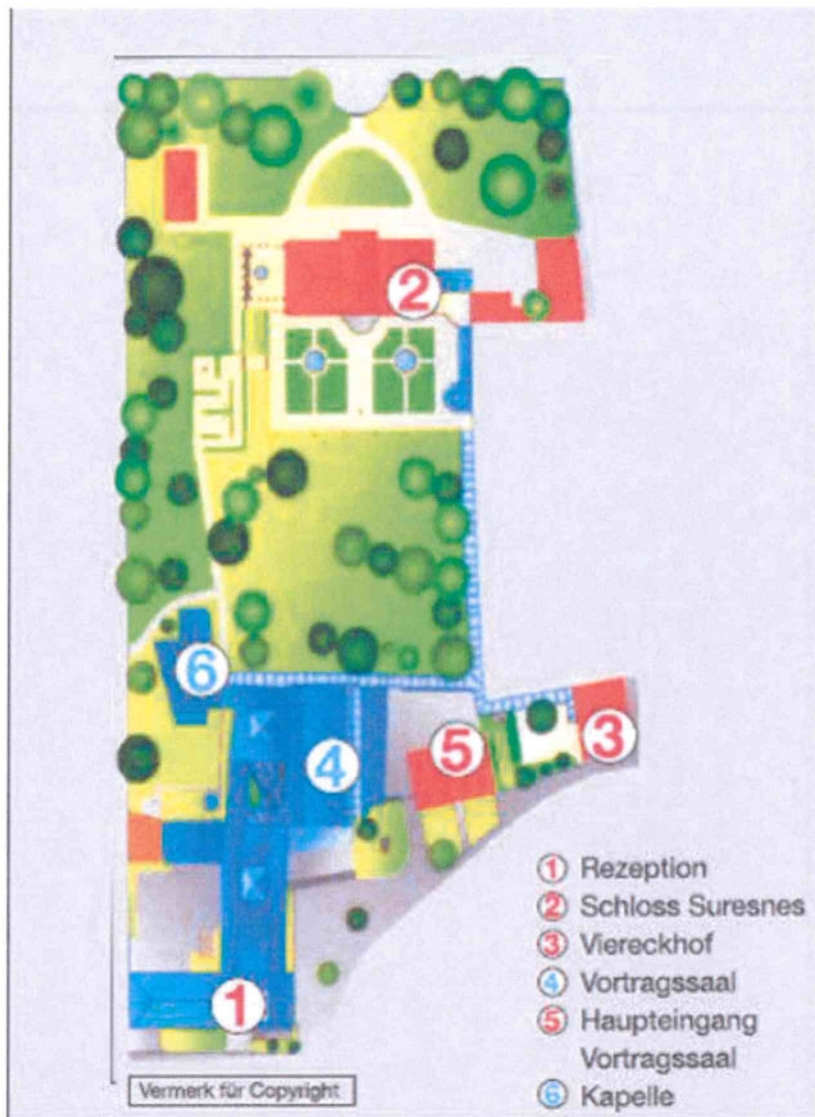 2
6
4
5
3
1
1 Rezeption
2 Schloss Suresnes
3 Viereckhof
4 Vortragssaal
5 Haupteingang
Vortragssaal
6 Kapelle
Vermerk für Copyright